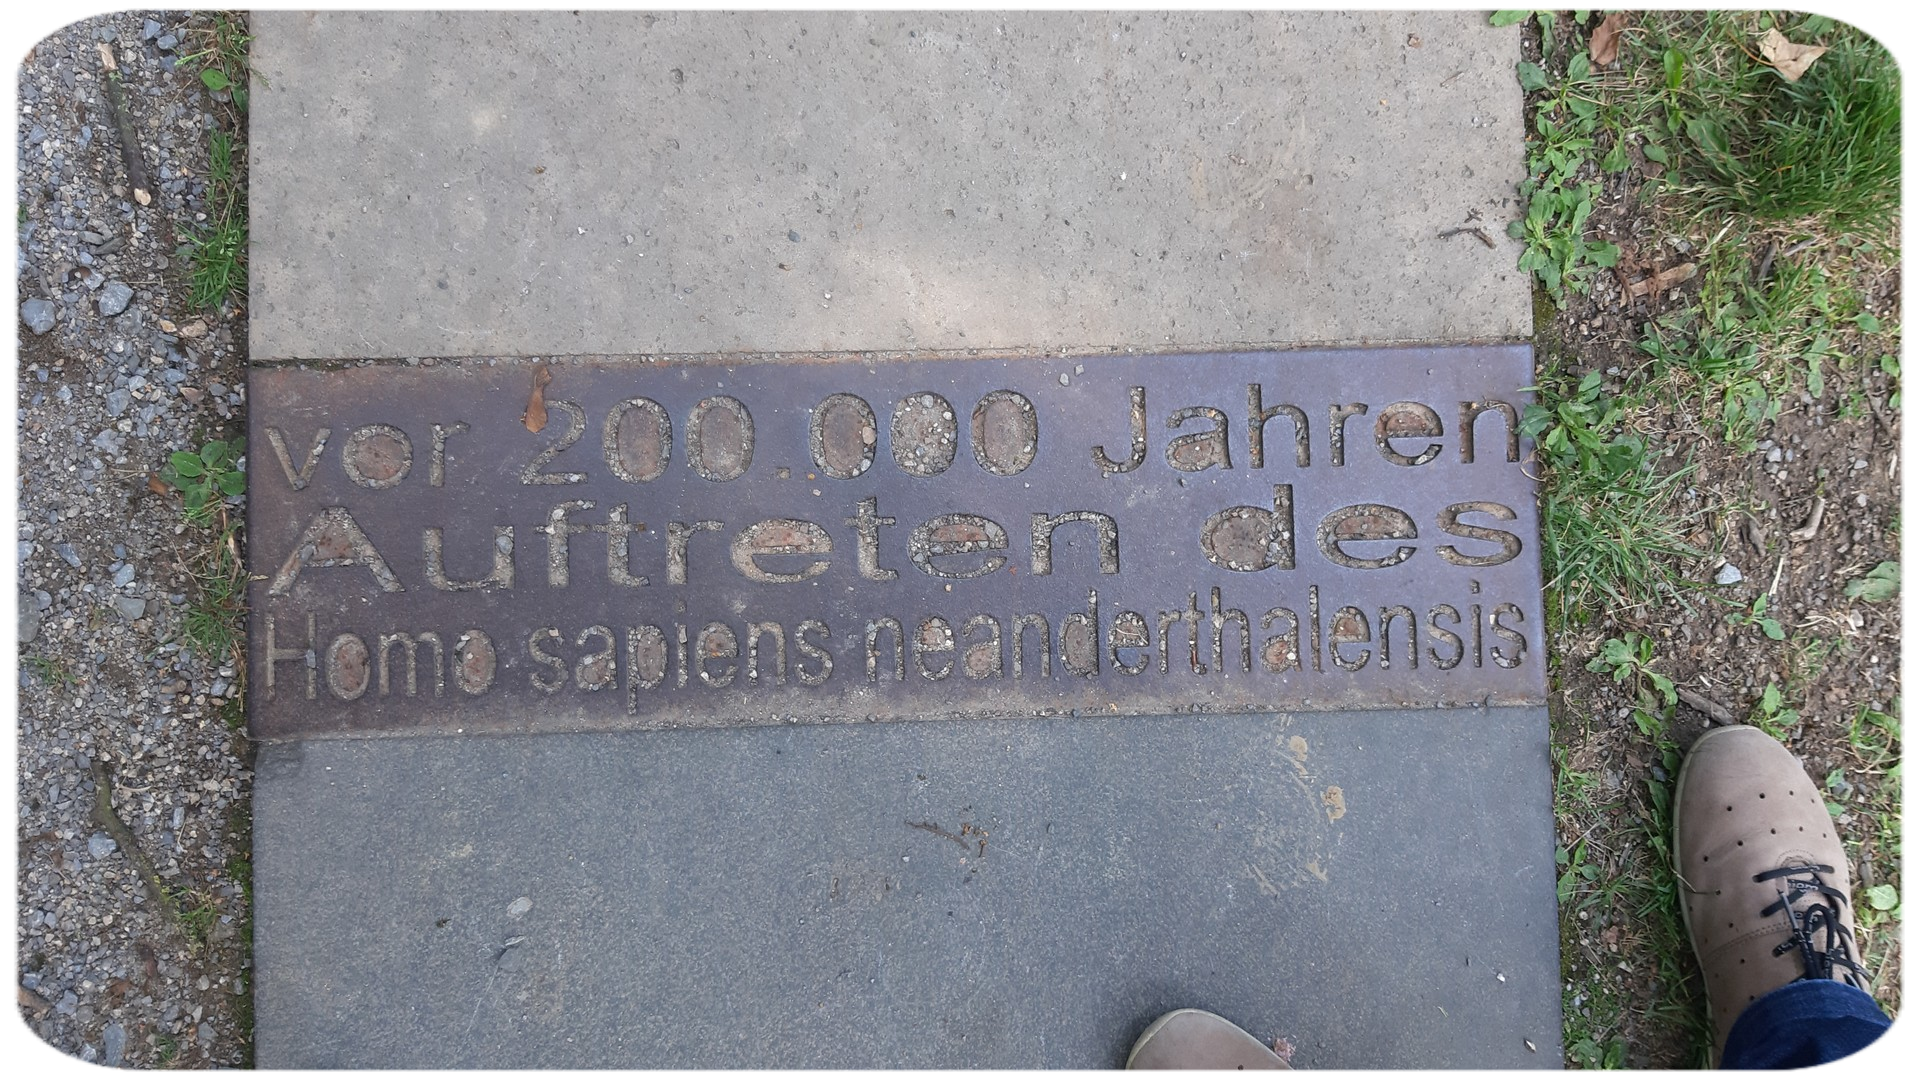 vor 200.000 Jahren
Auftreten des
Homo sapiens neanderthalensis